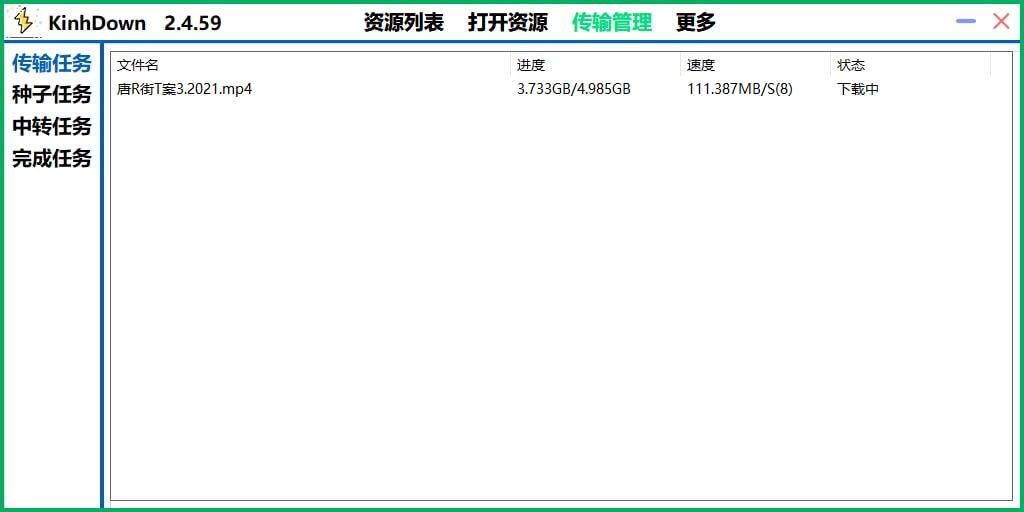 KinhDown 2.4.59 资源列表 打开资源 传输管理 更多
传输任务
种子任务
中转任务
完成任务
文件名 进度 速度 状态
唐R街T案3.2021.mp4 3.733GB/4.985GB 111.387MB/S(8) 下载中